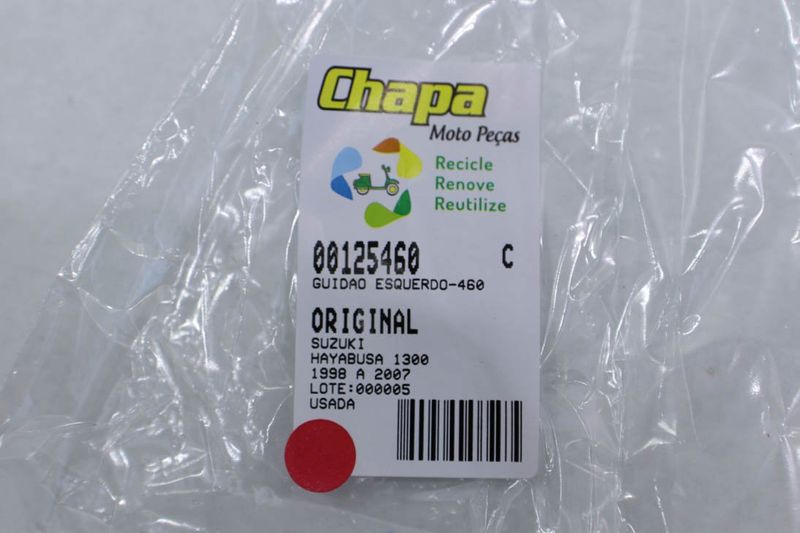 Chapa
Moto Peças
Recicle
Renove
Reutilize
00125460 C
GUIDAO ESQUERDO-460
ORIGINAL
SUZUKI
HAYABUSA 1300
1998 A 2007
LOTE:000005
USADA